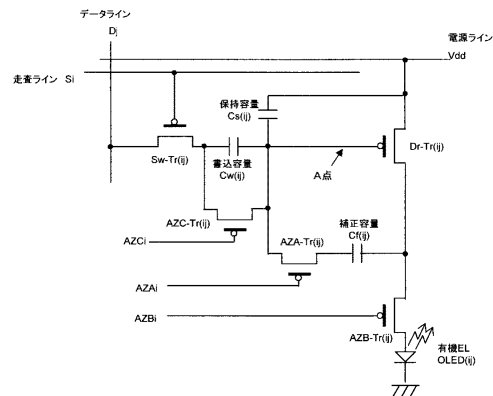 データライン
Dj
電源ライン
Vdd
走査ライン Si
保持容量
Cs(ij)
Sw-Tr(ij)
書込容量
Cw(ij)
A点
Dr-Tr(ij)
AZC-Tr(ij)
補正容量
Cf(ij)
AZCi
AZA-Tr(ij)
AZAi
AZBi
AZB-Tr(ij)
有機EL
OLED(ij)